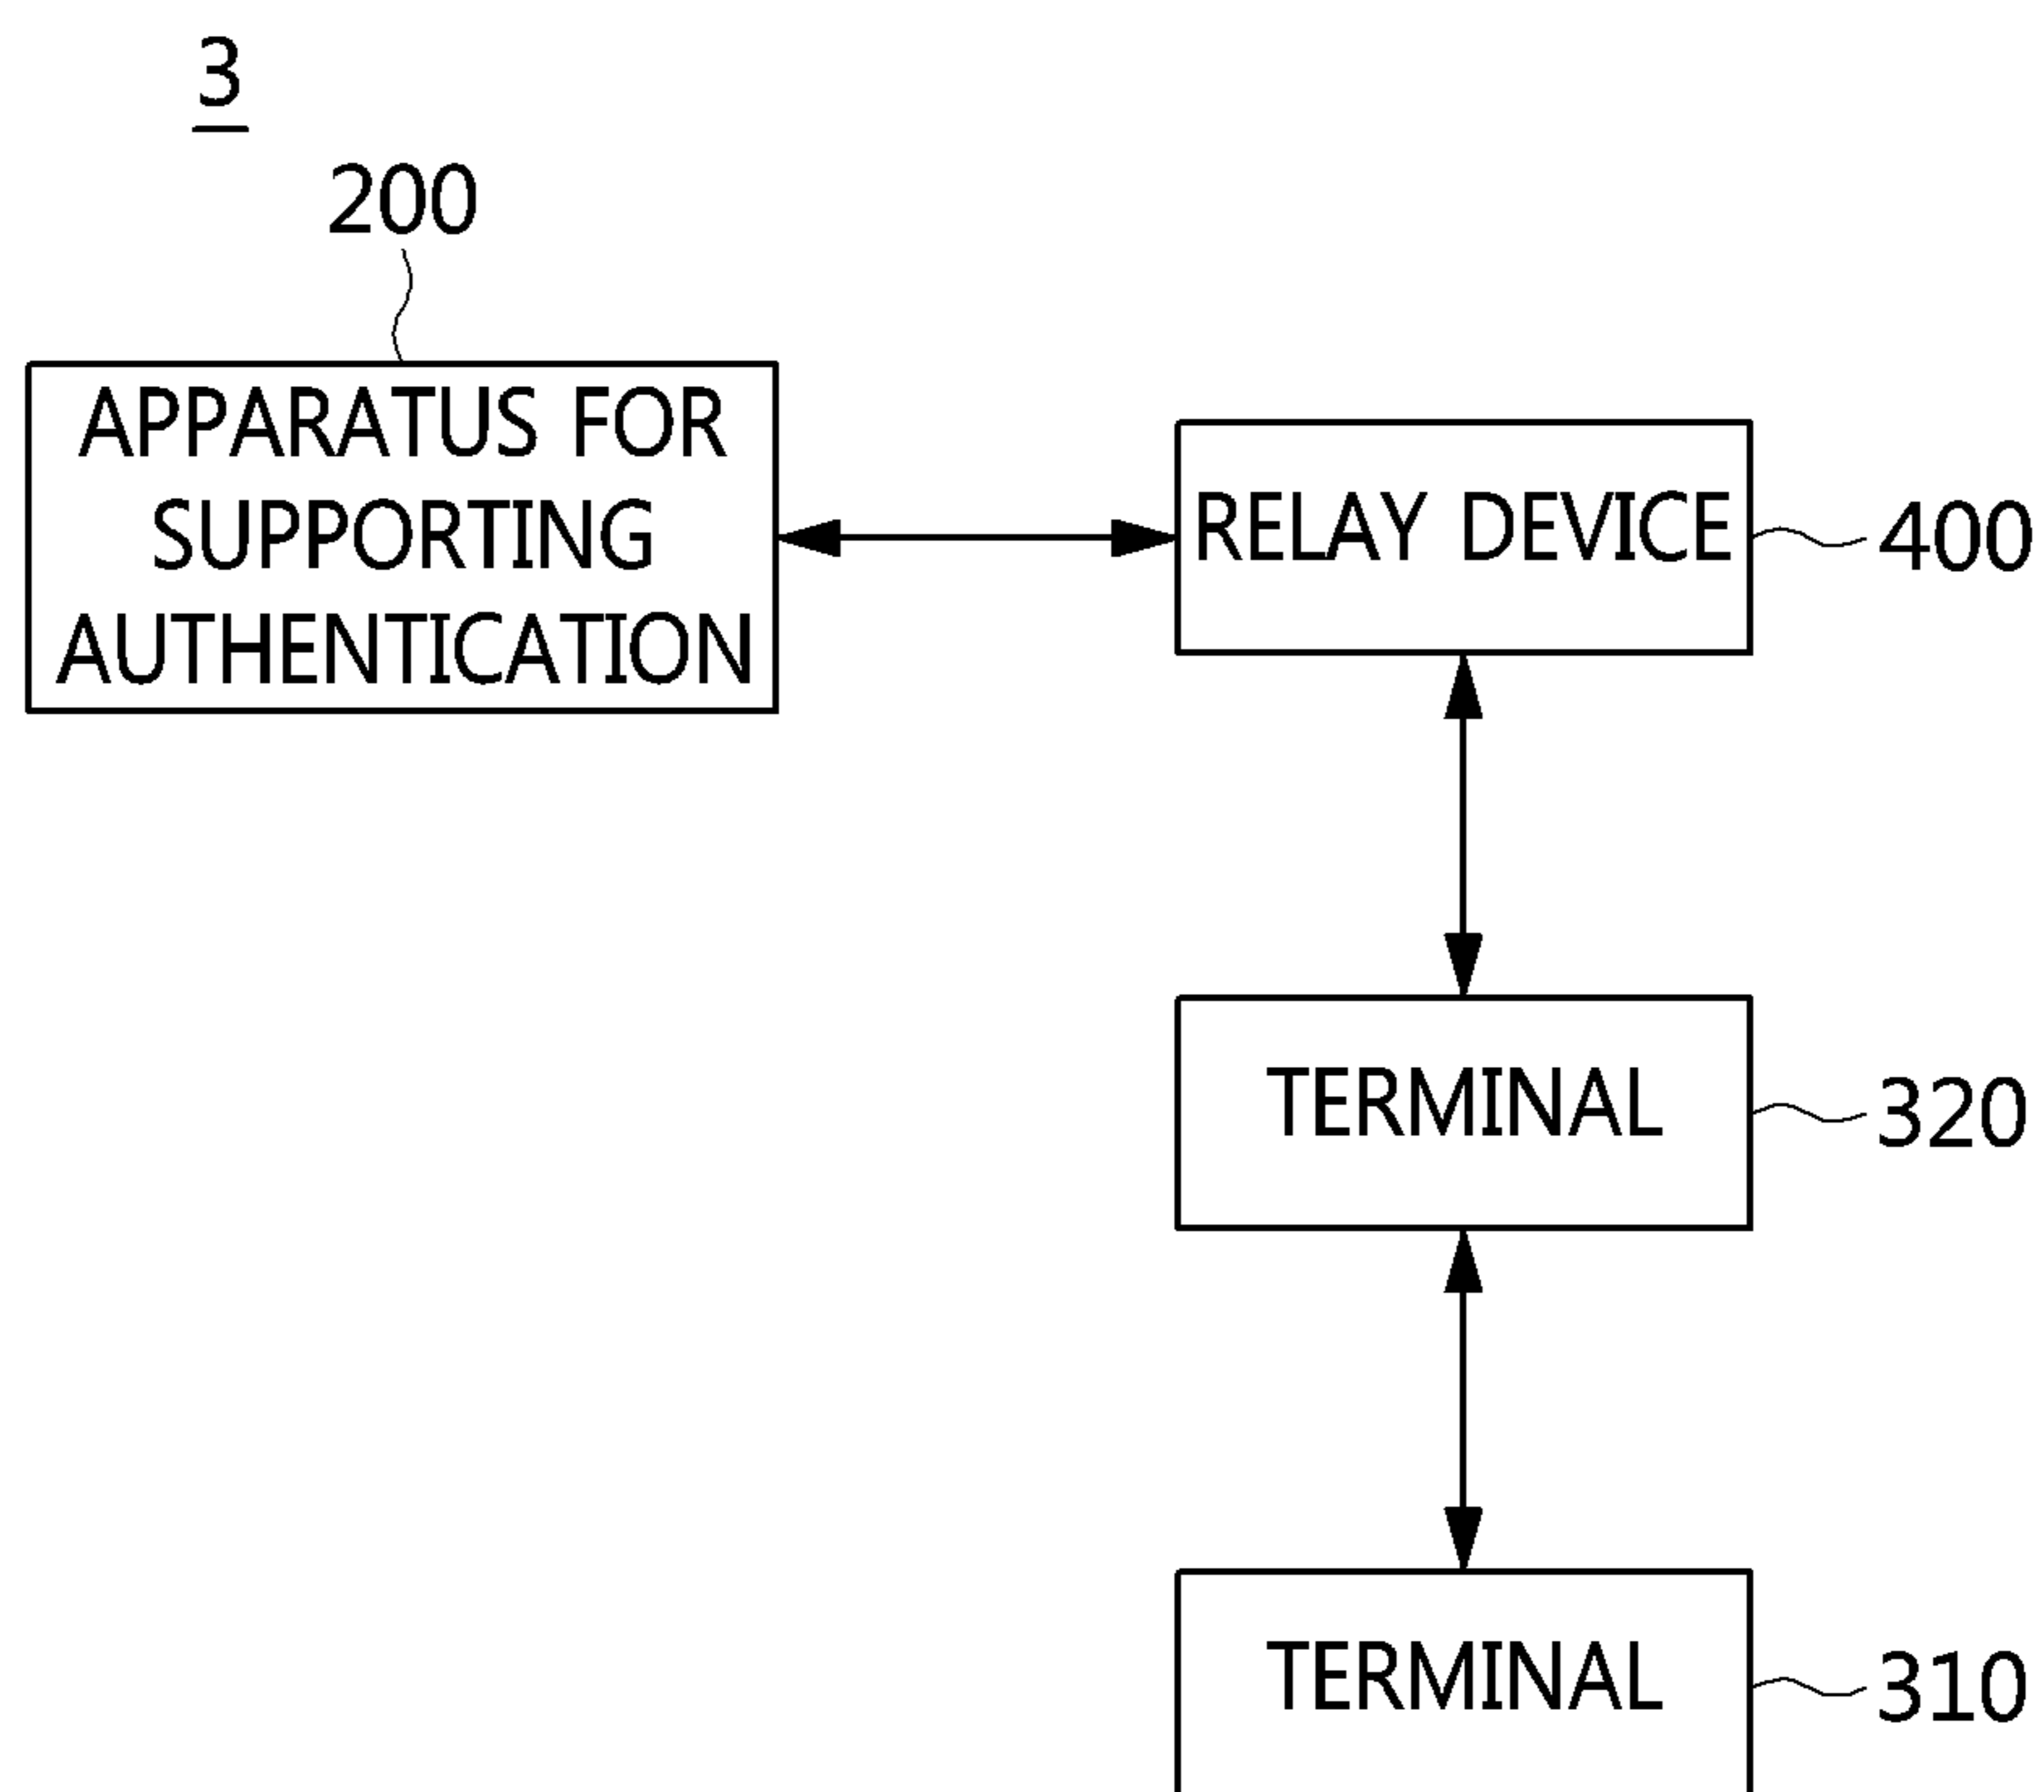 3
200
APPARATUS FOR
SUPPORTING
AUTHENTICATION
RELAY DEVICE
400
TERMINAL
320
TERMINAL
310